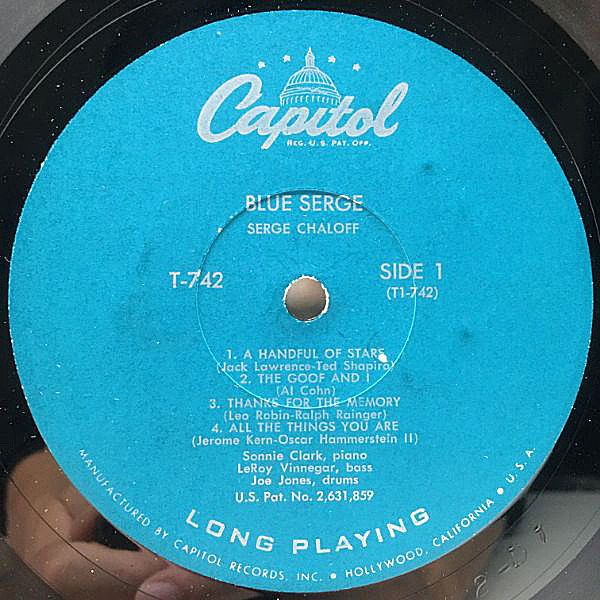 Capitol
REG. U.S. PAT. OFF.
BLUE SERGE
SERGE CHALOFF
T-742
SIDE 1
(T1-742)
1. A HANDFUL OF STARS
(Jack Lawrence-Ted Shapiro)
2. THE GOOF AND I
(Al Cohn)
3. THANKS FOR THE MEMORY
(Leo Robin-Ralph Rainger)
4. ALL THE THINGS YOU ARE
(Jerome Kern-Oscar Hammerstein II)
Sonnie Clark, piano
LeRoy Vinnegar, bass
Joe Jones, drums
U.S. Pat. No. 2,631,859
LONG PLAYING
MANUFACTURED BY CAPITOL RECORDS, INC. • HOLLYWOOD, CALIFORNIA • U.S.A.